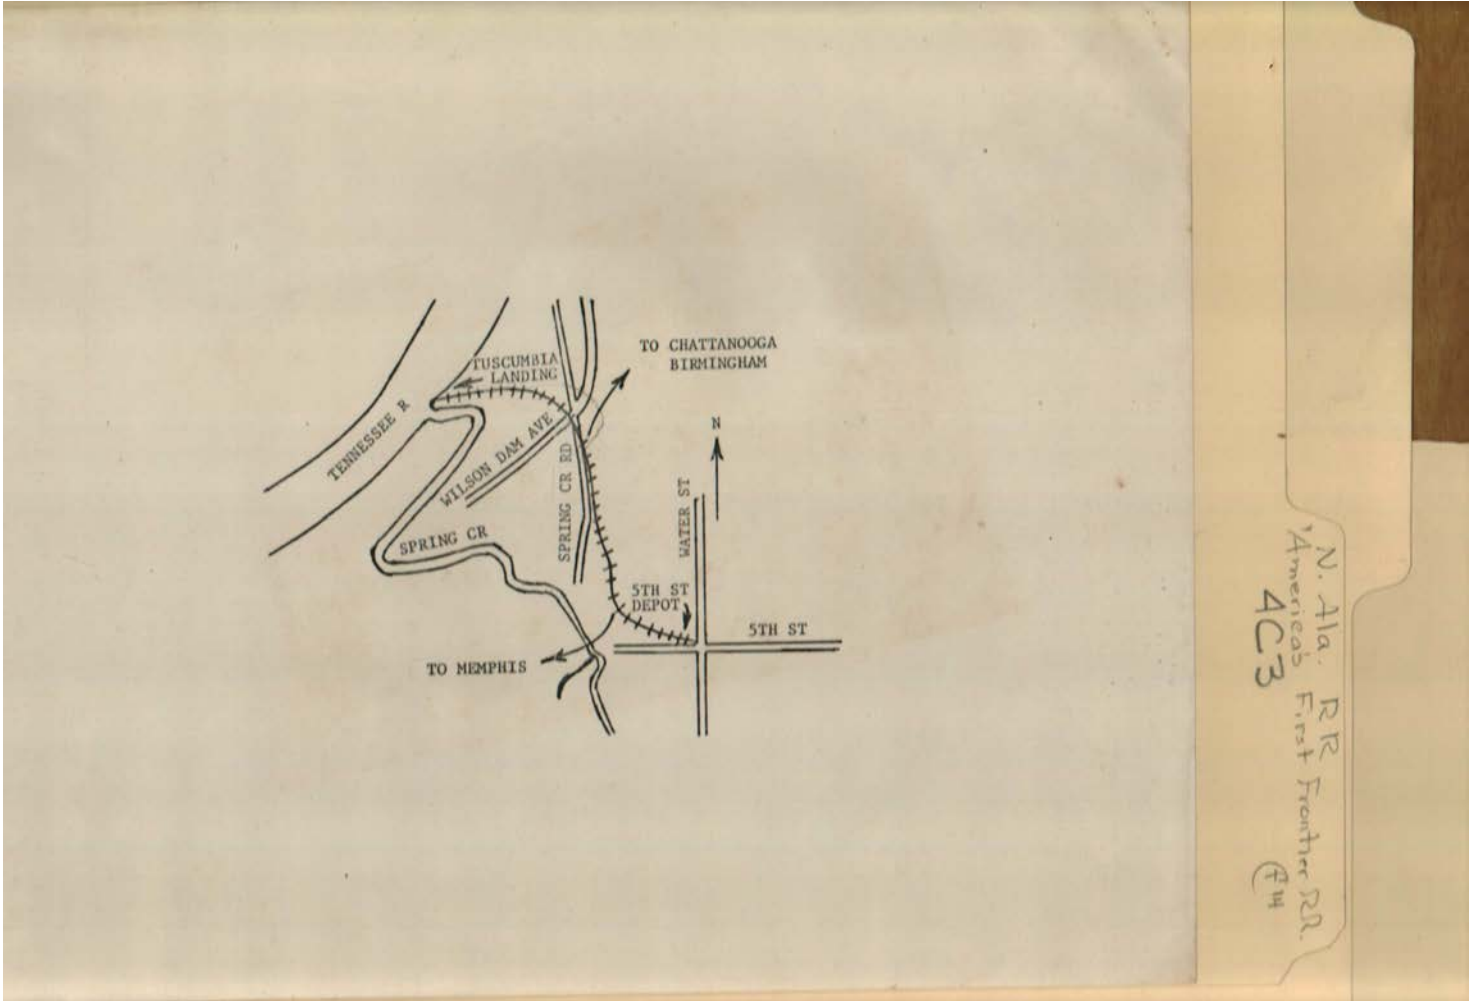 TO CHATTANOOGA
BIRMINGHAM
TUSCUMBIA
LANDING
TENNESSEE R
WILSON DAM AVE
SPRING CR RD
N
WATER ST
SPRING CR
5TH ST
DEPOT
5TH ST
TO MEMPHIS
N. Ala. RR
"America's First Frontier RR.
4C3